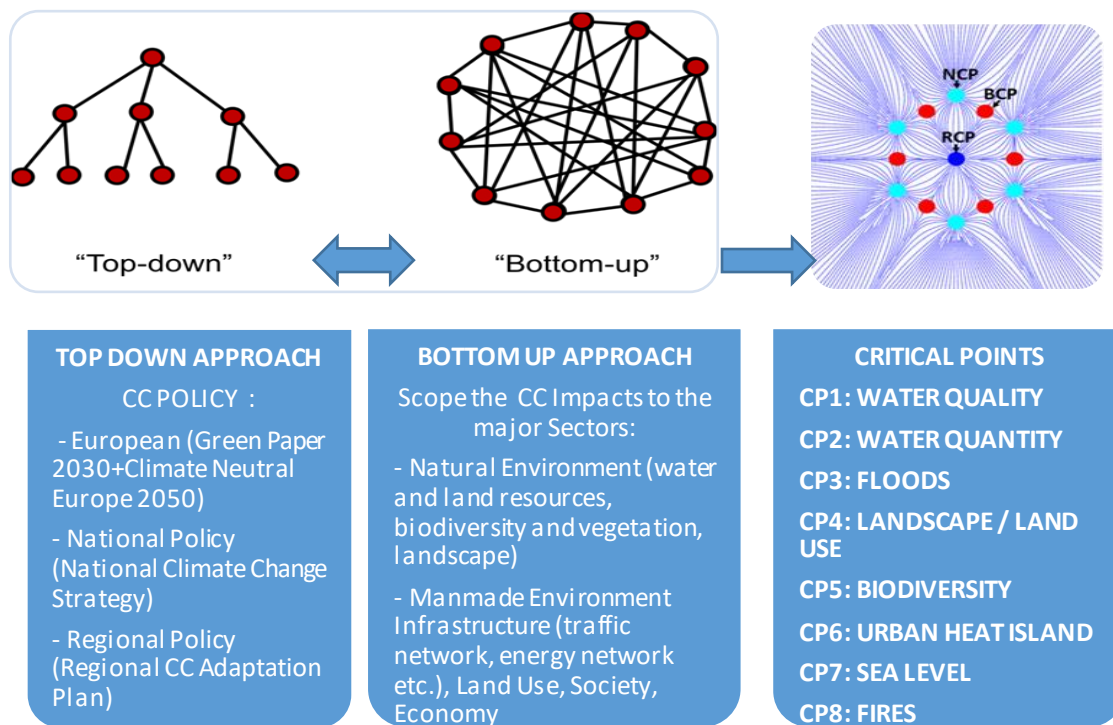 NCP
BCP
RCP
“Top-down”
“Bottom-up”
TOP DOWN APPROACH
CC POLICY :
- European (Green Paper
2030+Climate Neutral
Europe 2050)
- National Policy
(National Climate Change
Strategy)
- Regional Policy
(Regional CC Adaptation
Plan)
BOTTOM UP APPROACH
Scope the CC Impacts to the
major Sectors:
- Natural Environment (water
and land resources,
biodiversity and vegetation,
landscape)
- Manmade Environment
Infrastructure (traffic
network, energy network
etc.), Land Use, Society,
Economy
CRITICAL POINTS
CP1: WATER QUALITY
CP2: WATER QUANTITY
CP3: FLOODS
CP4: LANDSCAPE / LAND
USE
CP5: BIODIVERSITY
CP6: URBAN HEAT ISLAND
CP7: SEA LEVEL
CP8: FIRES